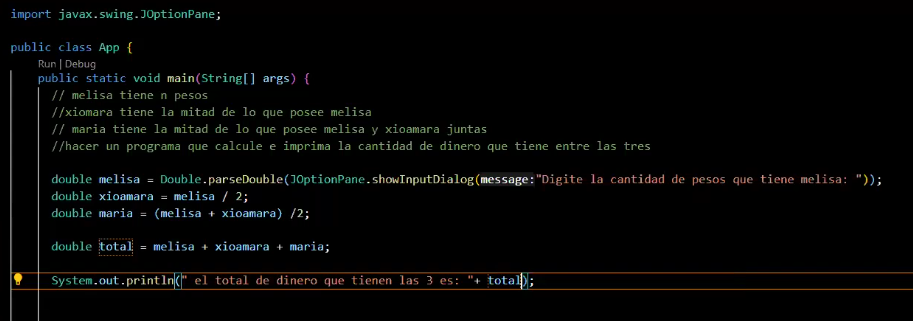 import javax.swing.JOptionPane;
public class App {
Run | Debug
public static void main(String[] args) {
// melisa tiene n pesos
//xiomara tiene la mitad de lo que posee melisa
// maria tiene la mitad de lo que posee melisa y xioamara juntas
//hacer un programa que calcule e imprima la cantidad de dinero que tiene entre las tres
double melisa = Double.parseDouble(JOptionPane.showInputDialog(message:"Digite la cantidad de pesos que tiene melisa: "));
double xioamara = melisa / 2;
double maria = (melisa + xioamara) /2;
double total = melisa + xioamara + maria;
System.out.println(" el total de dinero que tienen las 3 es: "+ total);